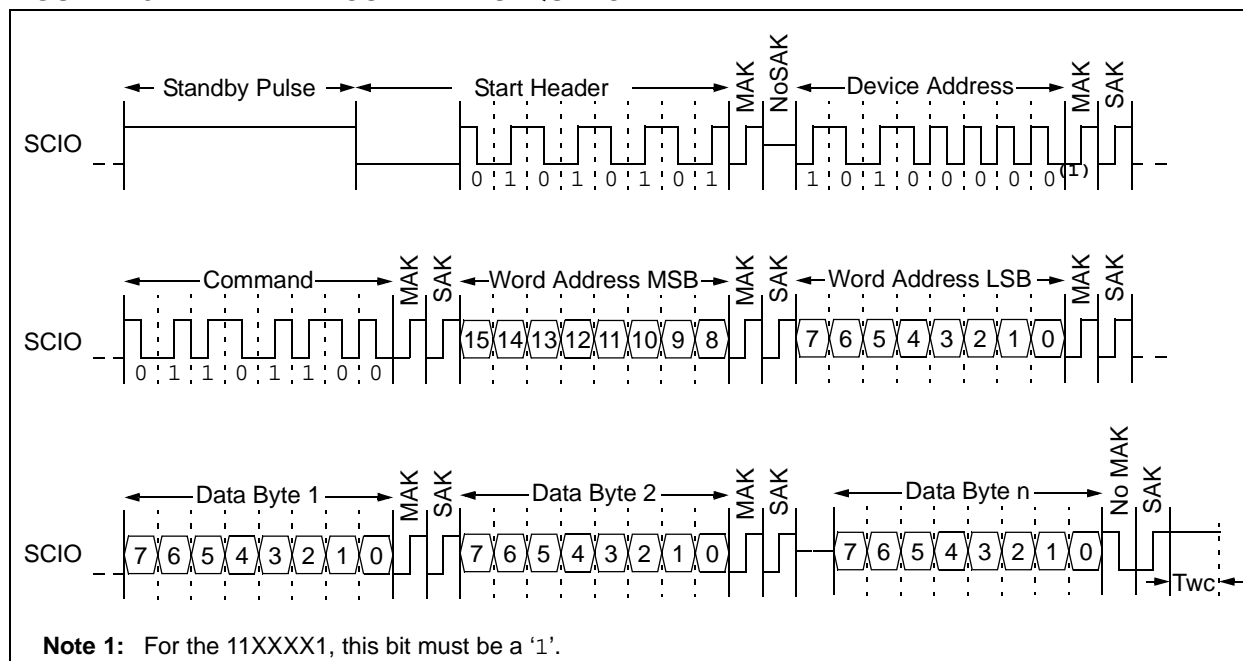 Standby Pulse Start Header MAK NoSAK Device Address MAK SAK
SCIO
0 1 0 1 0 1 0 1 1 0 1 0 0 0 0 0(1)
Command MAK SAK Word Address MSB MAK SAK Word Address LSB MAK SAK
SCIO 15 14 13 12 11 10 9 8 7 6 5 4 3 2 1 0
0 1 1 0 1 1 0 0
Data Byte 1 MAK SAK Data Byte 2 MAK SAK Data Byte n No MAK SAK
SCIO 7 6 5 4 3 2 1 0 7 6 5 4 3 2 1 0 7 6 5 4 3 2 1 0
Twc
Note 1: For the 11XXXX1, this bit must be a ‘1’.